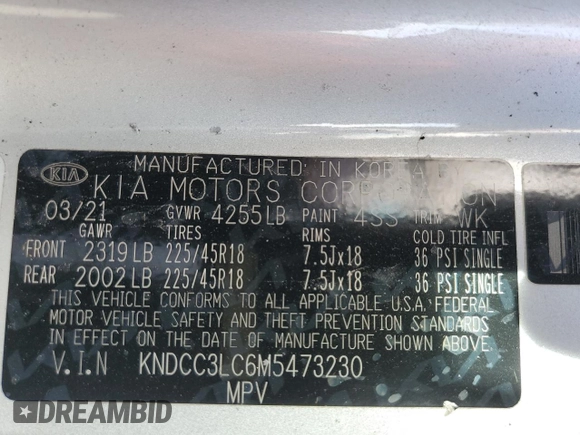 MANUFACTURED IN KOREA
KIA KIA MOTORS CORPORATION
03/21 GVWR 4255LB PAINT 4SS TRIM WK
GAWR TIRES RIMS COLD TIRE INFL
FRONT 2319LB 225/45R18 7.5Jx18 36 PSI SINGLE
REAR 2002LB 225/45R18 7.5Jx18 36 PSI SINGLE
THIS VEHICLE CONFORMS TO ALL APPLICABLE U.S.A. FEDERAL
MOTOR VEHICLE SAFETY AND THEFT PREVENTION STANDARDS
IN EFFECT ON THE DATE OF MANUFACTURE SHOWN ABOVE.
V.I.N KNDCC3LC6M5473230
MPV
DREAMBID